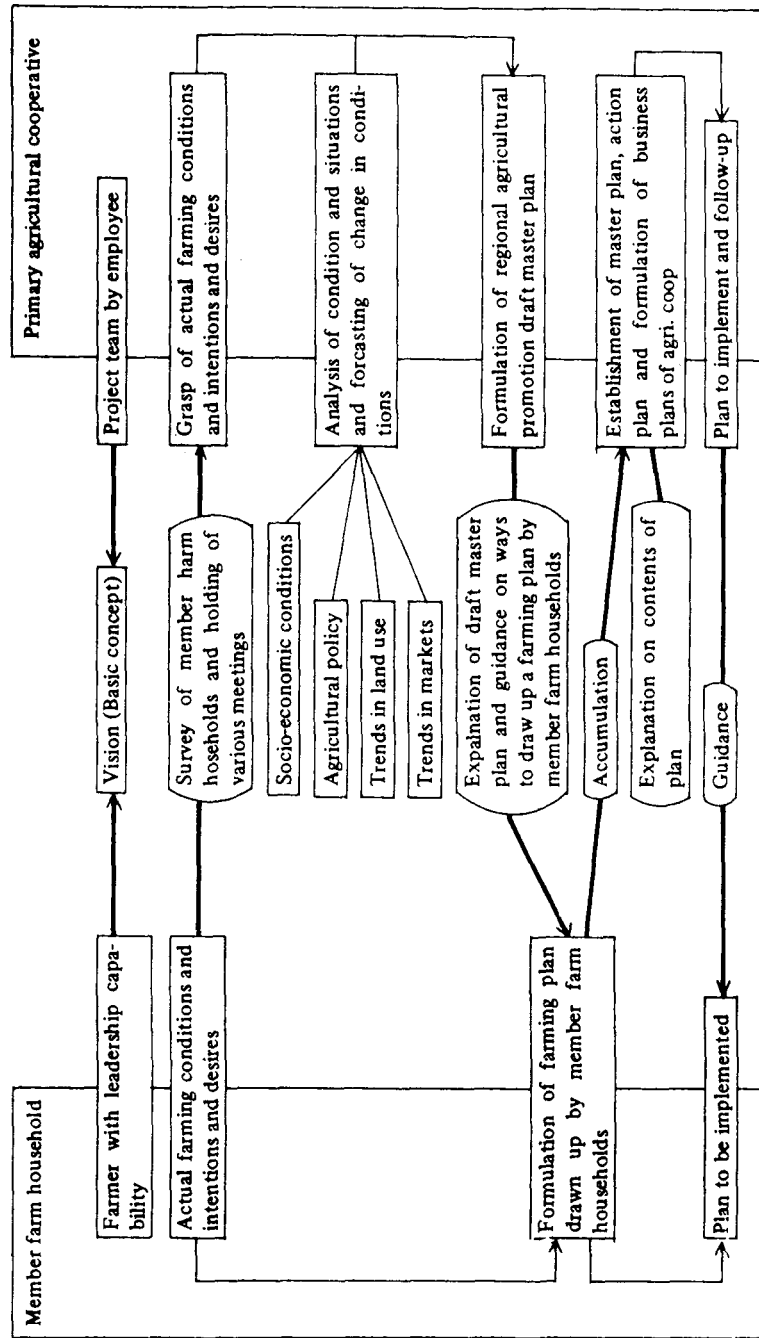 Member farm household
Primary agricultural cooperative
Farmer with leadership capa-
bility
Vision (Basic concept)
Project team by employee
Actual farming conditions and
intentions and desires
Survey of member harm
hoseholds and holding of
various meetings
Grasp of actual farming conditions
and intentions and desires
Socio-economic conditions
Agricultural policy
Trends in land use
Trends in markets
Analysis of condition and situations
and forcasting of change in condi-
tions
Expalnation of draft master
plan and guidance on ways
to draw up a farming plan by
member farm households
Formulation of regional agricultural
promotion draft master plan
Formulation of farming plan
drawn up by member farm
households
Accumulation
Explanation on contents of
plan
Establishment of master plan, action
plan and formulation of business
plans of agri. coop
Plan to be implemented
Guidance
Plan to implement and follow-up